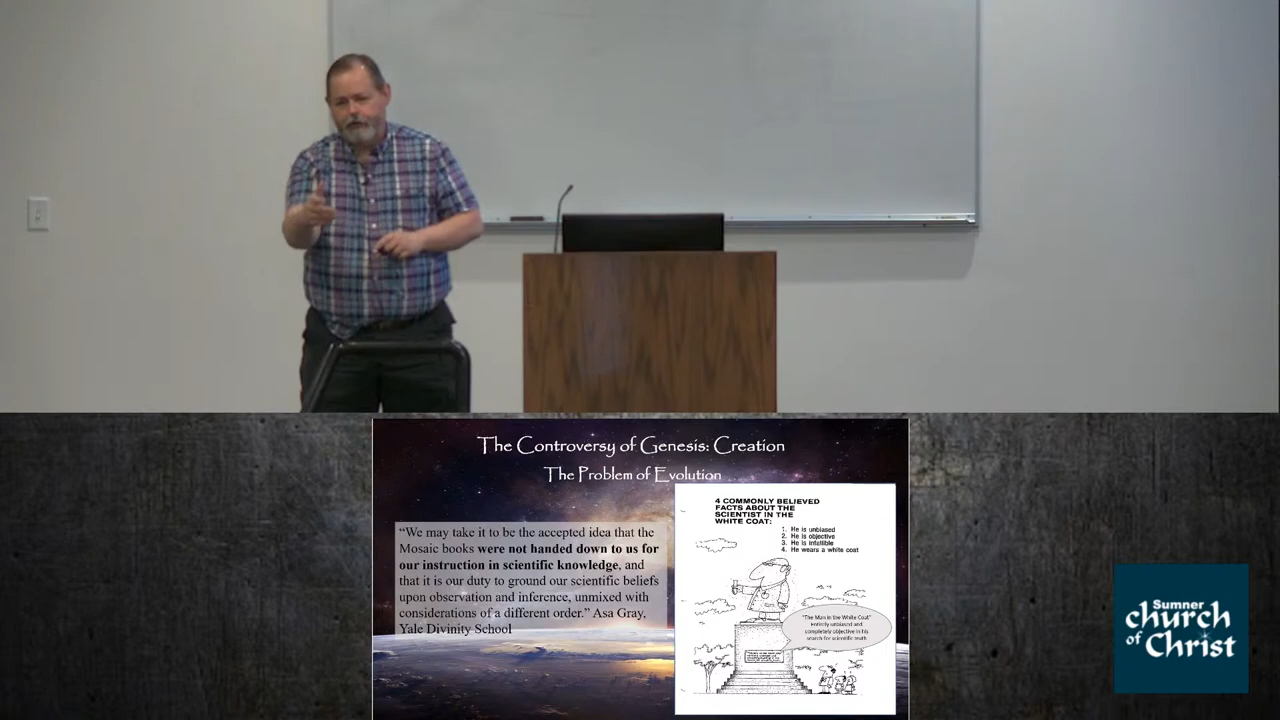 The Controversy of Genesis: Creation
The Problem of Evolution
“We may take it to be the accepted idea that the
Mosaic books were not handed down to us for
our instruction in scientific knowledge, and
that it is our duty to ground our scientific beliefs
upon observation and inference, unmixed with
considerations of a different order.” Asa Gray,
Yale Divinity School
4 COMMONLY BELIEVED
FACTS ABOUT THE
SCIENTIST IN THE
WHITE COAT:
1. He is unbiased
2. He is objective
3. He is infallible
4. He wears a white coat
"The Man in the White Coat"
Entirely unbiased and
completely objective in his
search for scientific truth
Sumner
church
of Christ